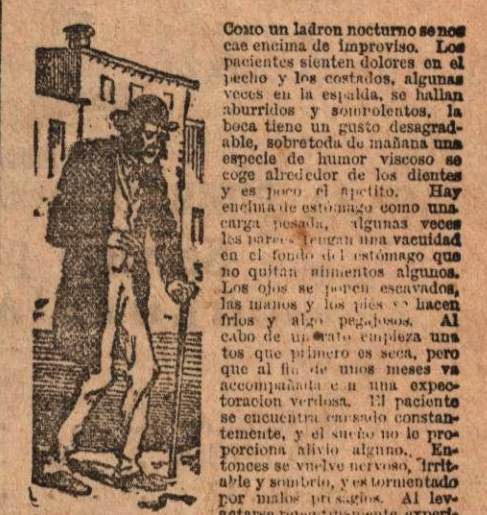 Como un ladron nocturno se nos
cae encima de improviso. Los
pacientes sienten dolores en el
pecho y los costados, algunas
veces en la espalda, se hallan
aburridos y somnolentos, la
boca tiene un gusto desagrad-
able, sobretoda de mañana una
especie de humor viscoso se
coge alrededor de los dientes
y es poco el apetito. Hay
encima de estómago como una
carga pesada, algunas veces
les parece tengan una vacuidad
en el fondo del estómago que
no quitan alimentos algunos.
Los ojos se ponen escavados,
las manos y los piés se hacen
frios y algo pegajosos. Al
cabo de un rato empieza una
tos que primero es seca, pero
que al fin de unos meses va
acompañada con una expec-
toracion verdosa. El paciente
se encuentra cansado constan-
temente, y el sueño no le pro-
porciona alivio alguno. En-
tonces se vuelve nervoso, irrit-
able y sombrio, y es tormentado
por malos presagios. Al lev-